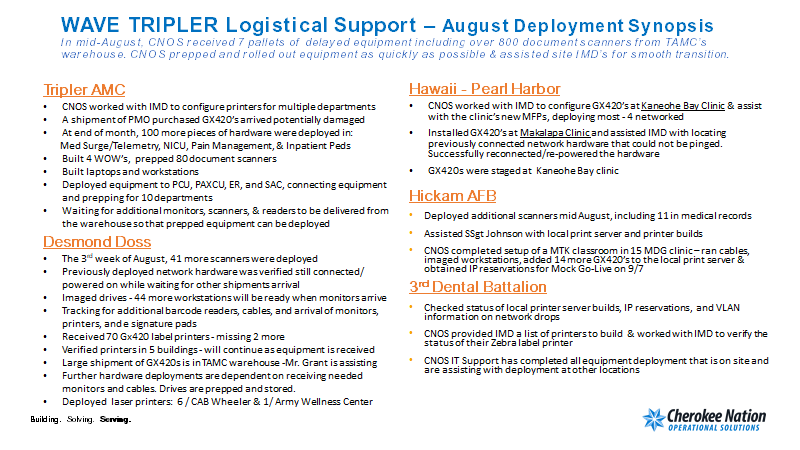 WAVE TRIPLER Logistical Support – August Deployment Synopsis
In mid-August, CNOS received 7 pallets of delayed equipment including over 800 document scanners from TAMC's
warehouse. CNOS prepped and rolled out equipment as quickly as possible & assisted site IMD's for smooth transition.
Tripler AMC
• CNOS worked with IMD to configure printers for multiple departments
• A shipment of PMO purchased GX420's arrived potentially damaged
• At end of month, 100 more pieces of hardware were deployed in:
Med Surge/Telemetry, NICU, Pain Management, & Inpatient Peds
• Built 4 WOW's, prepped 80 document scanners
• Built laptops and workstations
• Deployed equipment to PCU, PAXCU, ER, and SAC, connecting equipment
and prepping for 10 departments
• Waiting for additional monitors, scanners, & readers to be delivered from
the warehouse so that prepped equipment can be deployed
Desmond Doss
• The 3rd week of August, 41 more scanners were deployed
• Previously deployed network hardware was verified still connected/
powered on while waiting for other shipments arrival
• Imaged drives - 44 more workstations will be ready when monitors arrive
• Tracking for additional barcode readers, cables, and arrival of monitors,
printers, and e signature pads
• Received 70 Gx420 label printers - missing 2 more
• Verified printers in 5 buildings - will continue as equipment is received
• Large shipment of GX420s is in TAMC warehouse -Mr. Grant is assisting
• Further hardware deployments are dependent on receiving needed
monitors and cables. Drives are prepped and stored.
• Deployed laser printers: 6 / CAB Wheeler & 1/ Army Wellness Center
Hawaii - Pearl Harbor
• CNOS worked with IMD to configure GX420's at Kaneohe Bay Clinic & assist
with the clinic's new MFPs, deploying most - 4 networked
• Installed GX420's at Makalapa Clinic and assisted IMD with locating
previously connected network hardware that could not be pinged.
Successfully reconnected/re-powered the hardware
• GX420s were staged at Kaneohe Bay clinic
Hickam AFB
• Deployed additional scanners mid August, including 11 in medical records
• Assisted SSgt Johnson with local print server and printer builds
• CNOS completed setup of a MTK classroom in 15 MDG clinic – ran cables,
imaged workstations, added 14 more GX420's to the local print server &
obtained IP reservations for Mock Go-Live on 9/7
3rd Dental Battalion
• Checked status of local printer server builds, IP reservations, and VLAN
information on network drops
• CNOS provided IMD a list of printers to build & worked with IMD to verify the
status of their Zebra label printer
• CNOS IT Support has completed all equipment deployment that is on site and
are assisting with deployment at other locations
Building. Solving. Serving.
Cherokee Nation
OPERATIONAL SOLUTIONS